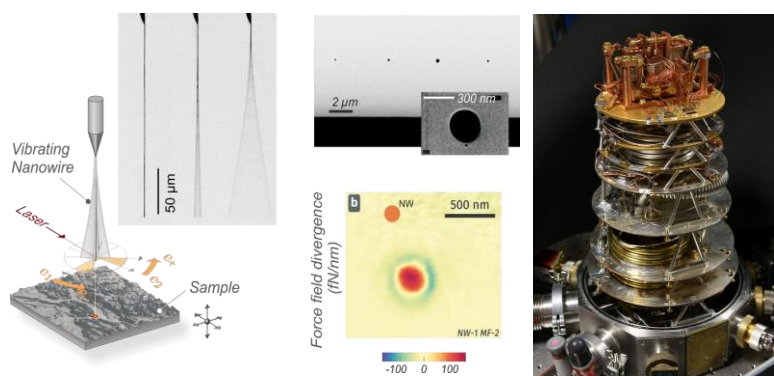 50 µm
Vibrating
Nanowire
Laser
e₁
e₂
Sample
2 µm
300 nm
b
NW
500 nm
Force field divergence
(fN/nm)
NW-1 MF-2
-100 0 100